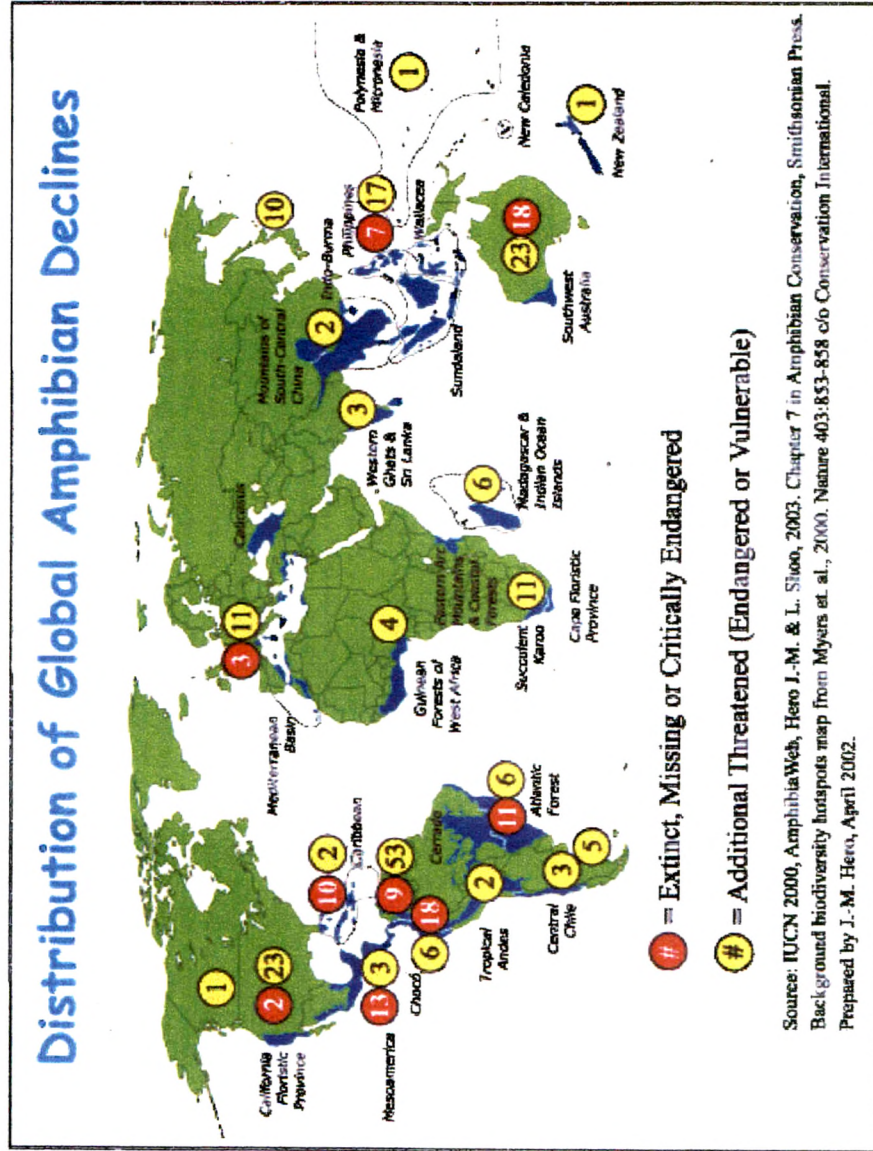 Distribution of Global Amphibian Declines
California
Floristic
Province
1
2
23
Mesoamerica
13
3
Caribbean
10
2
Chocó
6
18
9
53
Cerrado
Tropical
Andes
2
Central
Chile
3
5
11
6
Atlantic
Forest
Mediterranean
Basin
3
11
Caucasus
Guinean
Forests of
West Africa
4
Eastern Arc
Mountains
& Coastal
Forests
Succulent
Karoo
11
Cape Floristic
Province
Madagascar &
Indian Ocean
Islands
6
Western
Ghats &
Sri Lanka
3
Mountains of
South-Central
China
2
Indo-Burma
10
Philippines
7
17
Wallacea
Sundaland
Southwest
Australia
23
18
Polynesia &
Micronesia
1
New Caledonia
New Zealand
1
# = Extinct, Missing or Critically Endangered
# = Additional Threatened (Endangered or Vulnerable)
Source: IUCN 2000, AmphibiaWeb, Hero J.-M. & L. Shoo, 2003. Chapter 7 in Amphibian Conservation, Smithsonian Press.
Background biodiversity hotspots map from Myers et. al., 2000. Nature 403:853-858 c/o Conservation International.
Prepared by J.-M. Hero, April 2002.